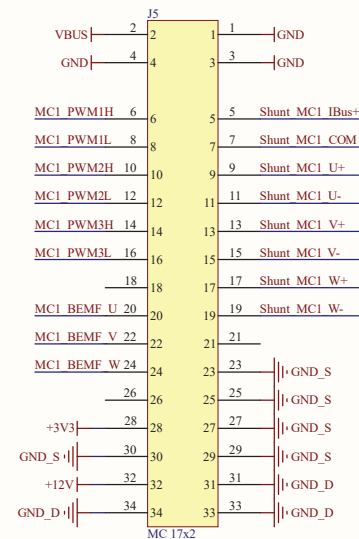 J5
VBUS 2 2 1 1 GND
GND 4 4 3 3 GND
MC1_PWM1H 6 6 5 5 Shunt_MC1_IBus+
MC1_PWM1L 8 8 7 7 Shunt_MC1_COM
MC1_PWM2H 10 10 9 9 Shunt_MC1_U+
MC1_PWM2L 12 12 11 11 Shunt_MC1_U-
MC1_PWM3H 14 14 13 13 Shunt_MC1_V+
MC1_PWM3L 16 16 15 15 Shunt_MC1_V-
18 18 17 17 Shunt_MC1_W+
MC1_BEMF_U 20 20 19 19 Shunt_MC1_W-
MC1_BEMF_V 22 22 21 21
MC1_BEMF_W 24 24 23 23 GND_S
26 26 25 25 GND_S
+3V3 28 28 27 27 GND_S
GND_S 30 30 29 29 GND_S
+12V 32 32 31 31 GND_D
GND_D 34 34 33 33 GND_D
MC 17x2